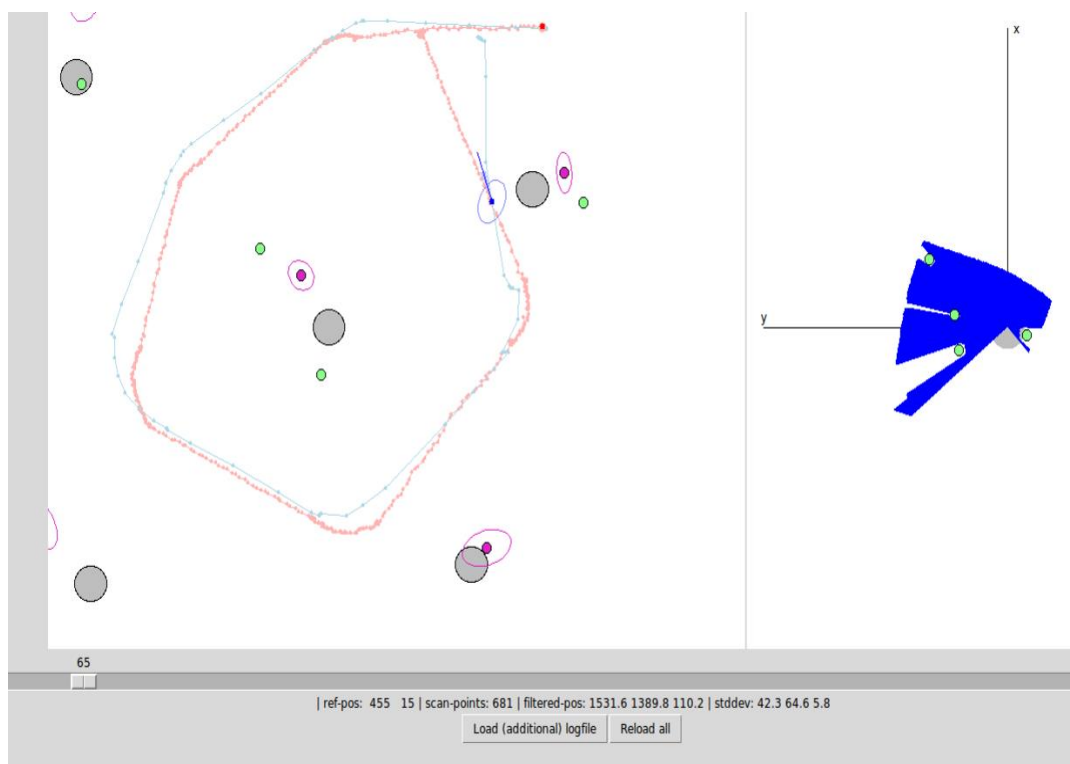 x
y
65
| ref-pos: 455 15 | scan-points: 681 | filtered-pos: 1531.6 1389.8 110.2 | stddev: 42.3 64.6 5.8
Load (additional) logfile Reload all